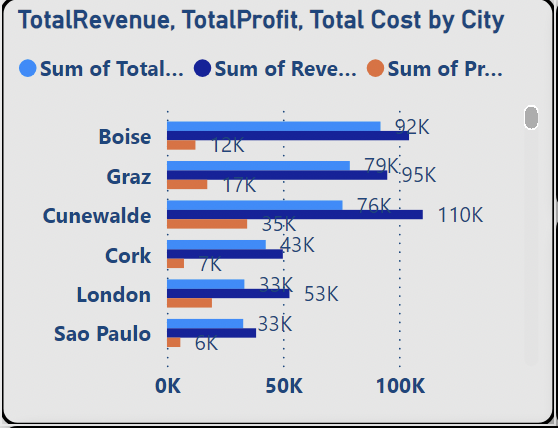 TotalRevenue, TotalProfit, Total Cost by City
Sum of Total... Sum of Reve... Sum of Pr...
Boise 92K 12K
Graz 79K 95K 17K
Cunewalde 76K 110K 35K
Cork 43K 7K
London 33K 53K
Sao Paulo 33K 6K
0K 50K 100K